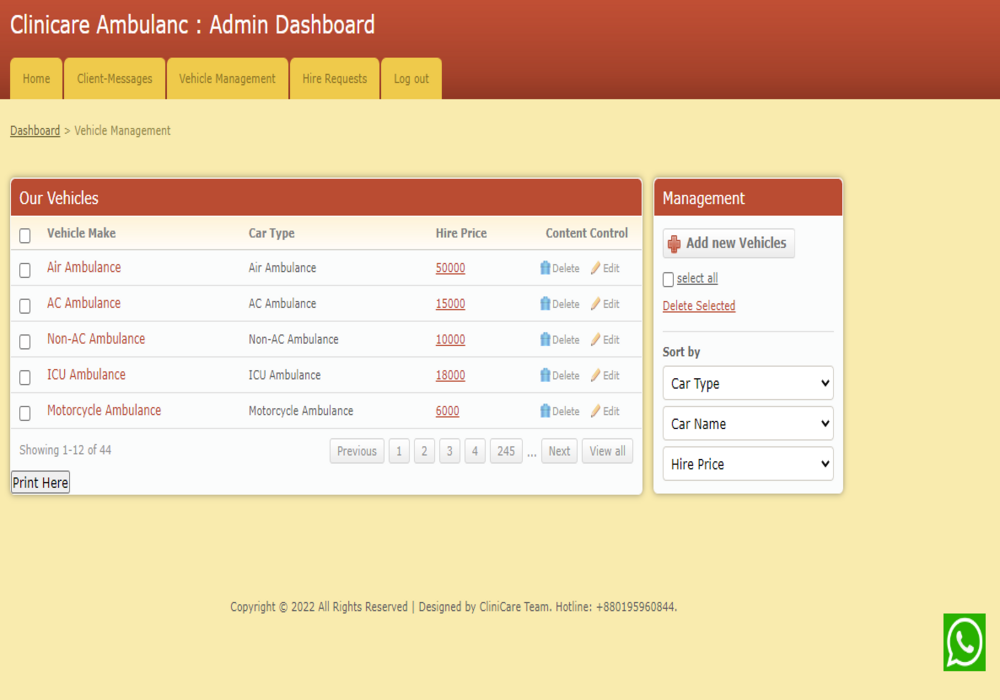 Clinicare Ambulanc : Admin Dashboard
Home Client-Messages Vehicle Management Hire Requests Log out
Dashboard > Vehicle Management
Our Vehicles
Vehicle Make Car Type Hire Price Content Control
Air Ambulance Air Ambulance 50000 Delete Edit
AC Ambulance AC Ambulance 15000 Delete Edit
Non-AC Ambulance Non-AC Ambulance 10000 Delete Edit
ICU Ambulance ICU Ambulance 18000 Delete Edit
Motorcycle Ambulance Motorcycle Ambulance 6000 Delete Edit
Showing 1-12 of 44 Previous 1 2 3 4 245 ... Next View all
Print Here
Management
Add new Vehicles
select all
Delete Selected
Sort by
Car Type
Car Name
Hire Price
Copyright © 2022 All Rights Reserved | Designed by CliniCare Team. Hotline: +880195960844.